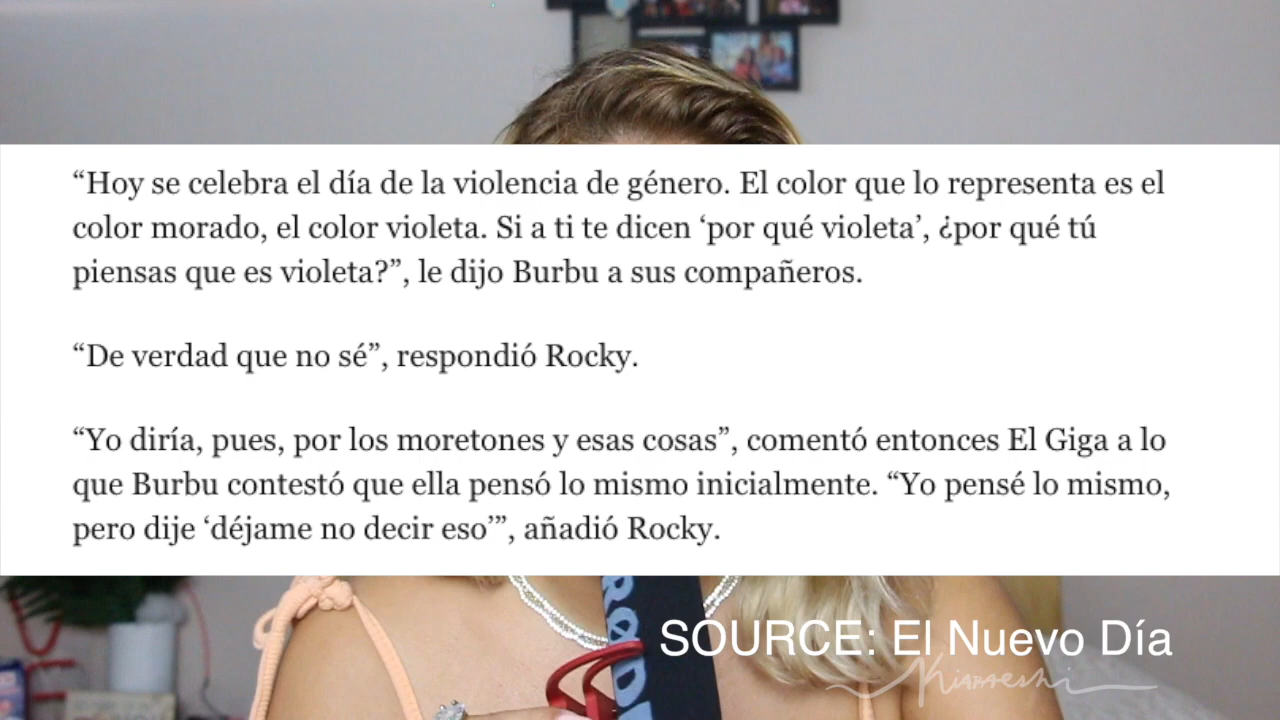 “Hoy se celebra el día de la violencia de género. El color que lo representa es el
color morado, el color violeta. Si a ti te dicen ‘por qué violeta’, ¿por qué tú
piensas que es violeta?”, le dijo Burbu a sus compañeros.
“De verdad que no sé”, respondió Rocky.
“Yo diría, pues, por los moretones y esas cosas”, comentó entonces El Giga a lo
que Burbu contestó que ella pensó lo mismo inicialmente. “Yo pensé lo mismo,
pero dije ‘déjame no decir eso’”, añadió Rocky.
SOURCE: El Nuevo Día